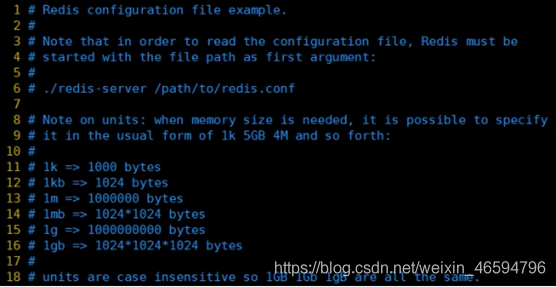 1 # Redis configuration file example.
2 #
3 # Note that in order to read the configuration file, Redis must be
4 # started with the file path as first argument:
5 #
6 # ./redis-server /path/to/redis.conf
7
8 # Note on units: when memory size is needed, it is possible to specify
9 # it in the usual form of 1k 5GB 4M and so forth:
10 #
11 # 1k => 1000 bytes
12 # 1kb => 1024 bytes
13 # 1m => 1000000 bytes
14 # 1mb => 1024*1024 bytes
15 # 1g => 1000000000 bytes
16 # 1gb => 1024*1024*1024 bytes
17 #
18 # units are case insensitive so 1GB 1Gb 1gB are all the same.
https://blog.csdn.net/weixin_46594796